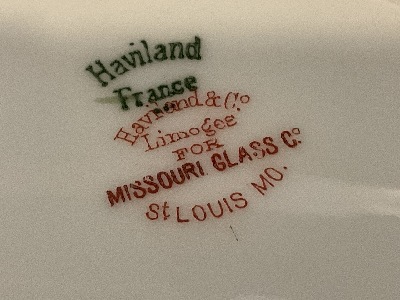 Haviland
France
Haviland & Co
Limoges
FOR
MISSOURI GLASS Co.
St LOUIS MO.